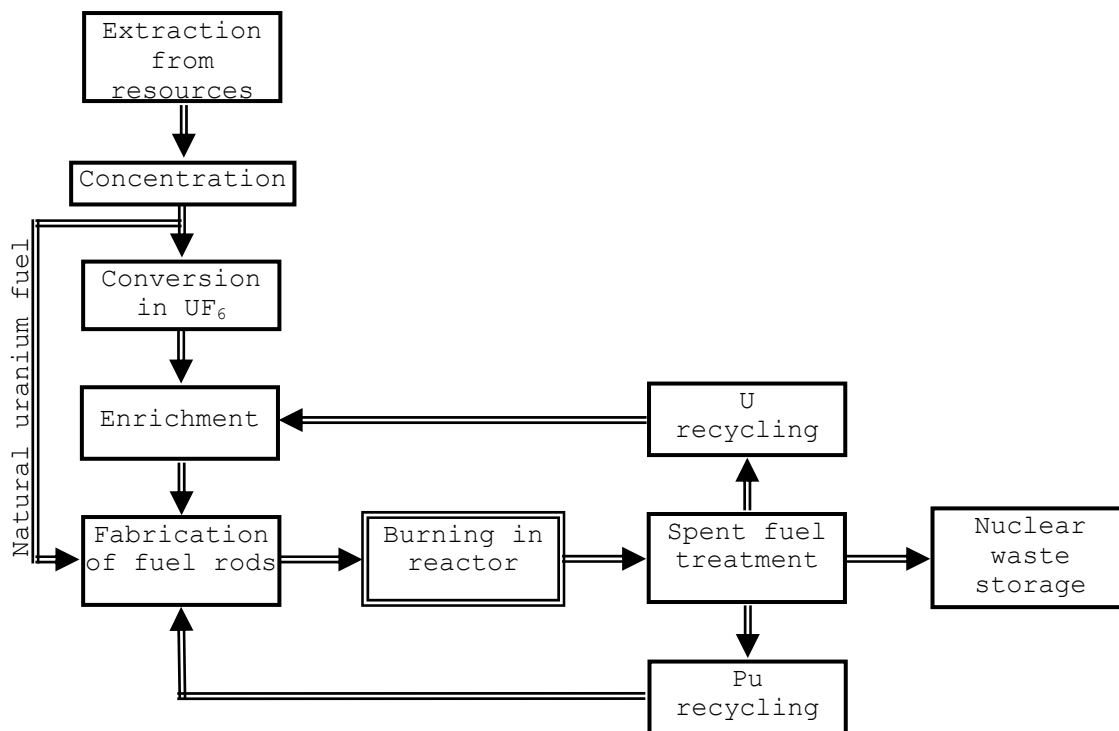 Extraction
from
resources
Concentration
Natural uranium fuel
Conversion
in UF₆
Enrichment
U
recycling
Fabrication
of fuel rods
Burning in
reactor
Spent fuel
treatment
Nuclear
waste
storage
Pu
recycling